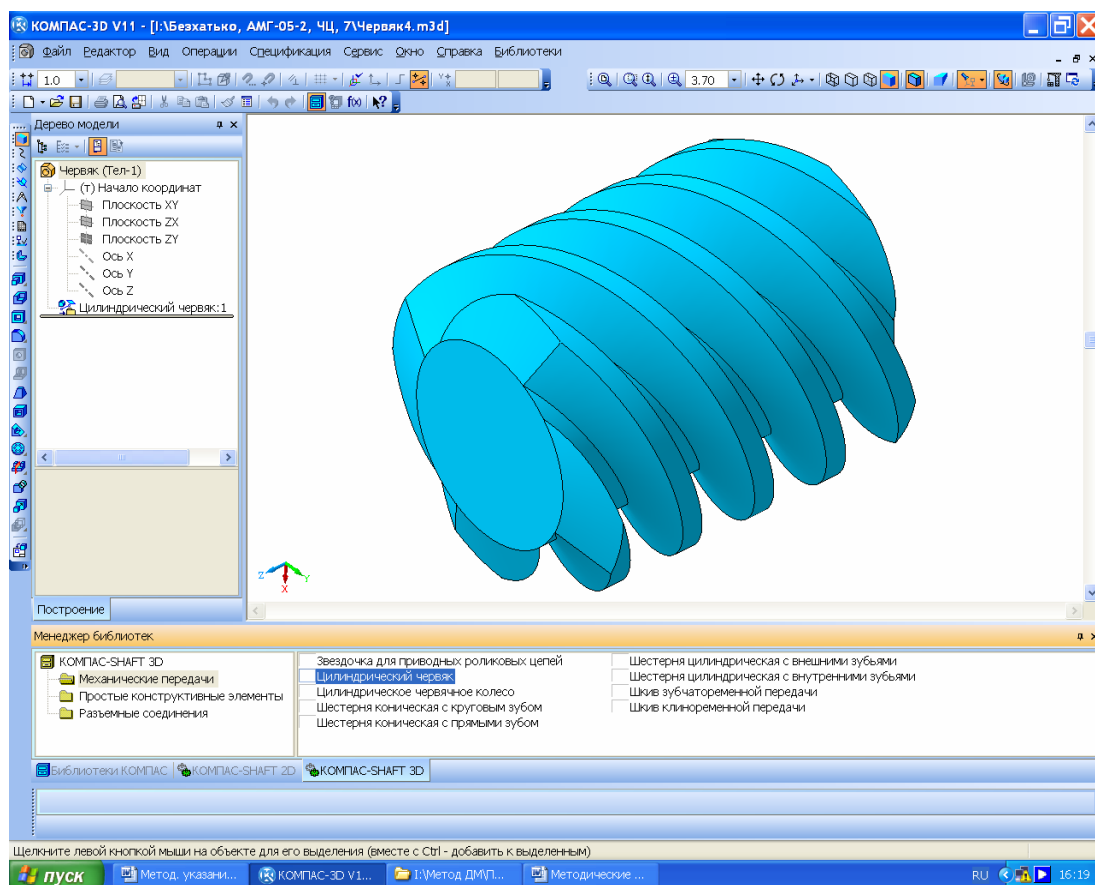 КОМПАС-3D V11 - [I:\Безхатько, АМГ-05-2, ЧЦ, 7\Червяк4.m3d]
Файл Редактор Вид Операции Спецификация Сервис Окно Справка Библиотеки
1.0
3.70
f(x)
Дерево модели
Червяк (Тел-1)
(т) Начало координат
Плоскость XY
Плоскость ZX
Плоскость ZY
Ось X
Ось Y
Ось Z
Цилиндрический червяк:1
Z Y
X
Построение
Менеджер библиотек
КОМПАС-SHAFT 3D
Механические передачи
Простые конструктивные элементы
Разъемные соединения
Звездочка для приводных роликовых цепей
Цилиндрический червяк
Цилиндрическое червячное колесо
Шестерня коническая с круговым зубом
Шестерня коническая с прямыми зубом
Шестерня цилиндрическая с внешними зубьями
Шестерня цилиндрическая с внутренними зубьями
Шкив зубчатоременной передачи
Шкив клиноременной передачи
Библиотеки КОМПАС КОМПАС-SHAFT 2D КОМПАС-SHAFT 3D
Щелкните левой кнопкой мыши на объекте для его выделения (вместе с Ctrl - добавить к выделенным)
пуск Метод. указани... КОМПАС-3D V1... I:\Метод ДМ\П... Методические ... RU 16:19